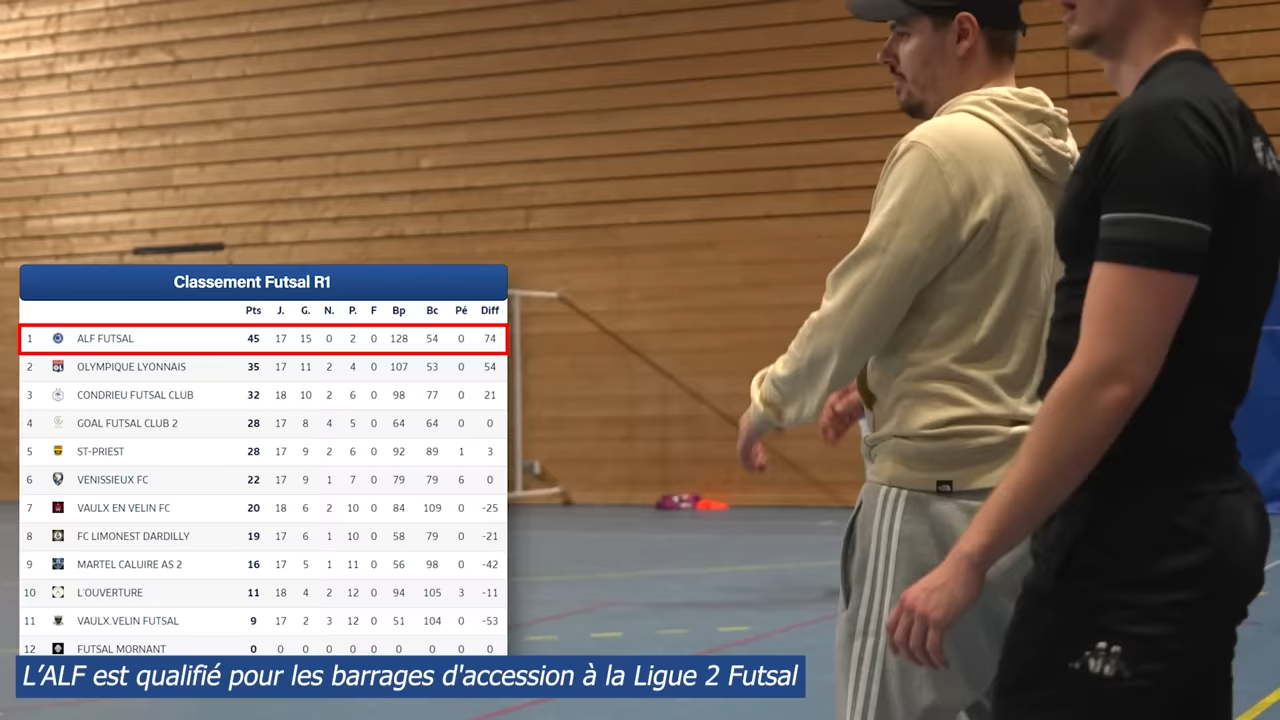 Classement Futsal R1
Pts J. G. N. P. F Bp Bc Pé Diff
1 ALF FUTSAL 45 17 15 0 2 0 128 54 0 74
2 OLYMPIQUE LYONNAIS 35 17 11 2 4 0 107 53 0 54
3 CONDRIEU FUTSAL CLUB 32 18 10 2 6 0 98 77 0 21
4 GOAL FUTSAL CLUB 2 28 17 8 4 5 0 64 64 0 0
5 ST-PRIEST 28 17 9 2 6 0 92 89 1 3
6 VENISSIEUX FC 22 17 9 1 7 0 79 79 6 0
7 VAULX EN VELIN FC 20 18 6 2 10 0 84 109 0 -25
8 FC LIMONEST DARDILLY 19 17 6 1 10 0 58 79 0 -21
9 MARTEL CALUIRE AS 2 16 17 5 1 11 0 56 98 0 -42
10 L'OUVERTURE 11 18 4 2 12 0 94 105 3 -11
11 VAULX.VELIN FUTSAL 9 17 2 3 12 0 51 104 0 -53
12 FUTSAL MORNANT 0 0 0 0 0 0 0 0 0 0
L'ALF est qualifié pour les barrages d'accession à la Ligue 2 Futsal